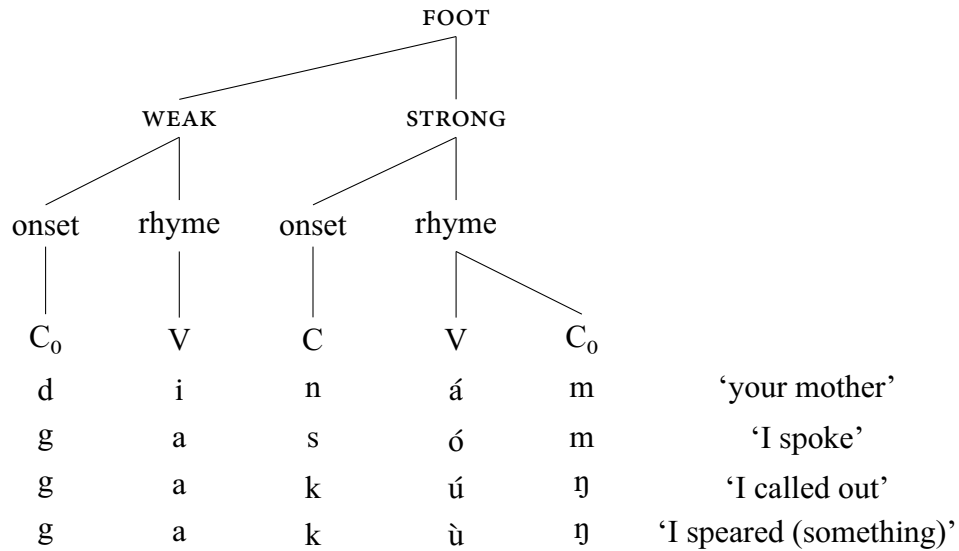 FOOT
WEAK STRONG
onset rhyme onset rhyme
C₀ V C V C₀
d i n á m ‘your mother’
g a s ó m ‘I spoke’
g a k ú ŋ ‘I called out’
g a k ù ŋ ‘I speared (something)’